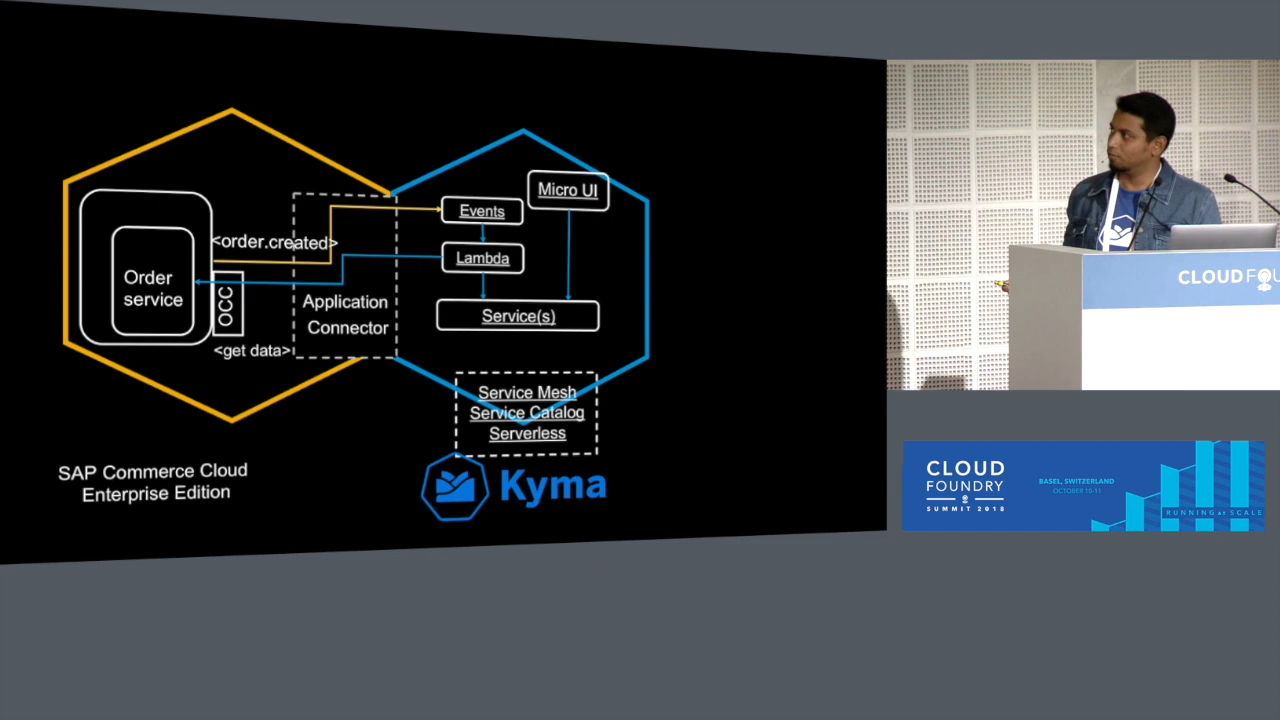 Micro UI
Events
<order.created>
Lambda
Order
service
OCC
Application
Connector
Service(s)
<get data>
Service Mesh
Service Catalog
Serverless
SAP Commerce Cloud
Enterprise Edition
Kyma
CLOUD FOU
CLOUD
FOUNDRY
SUMMIT 2018
BASEL, SWITZERLAND
OCTOBER 10-11
RUNNING AT SCALE